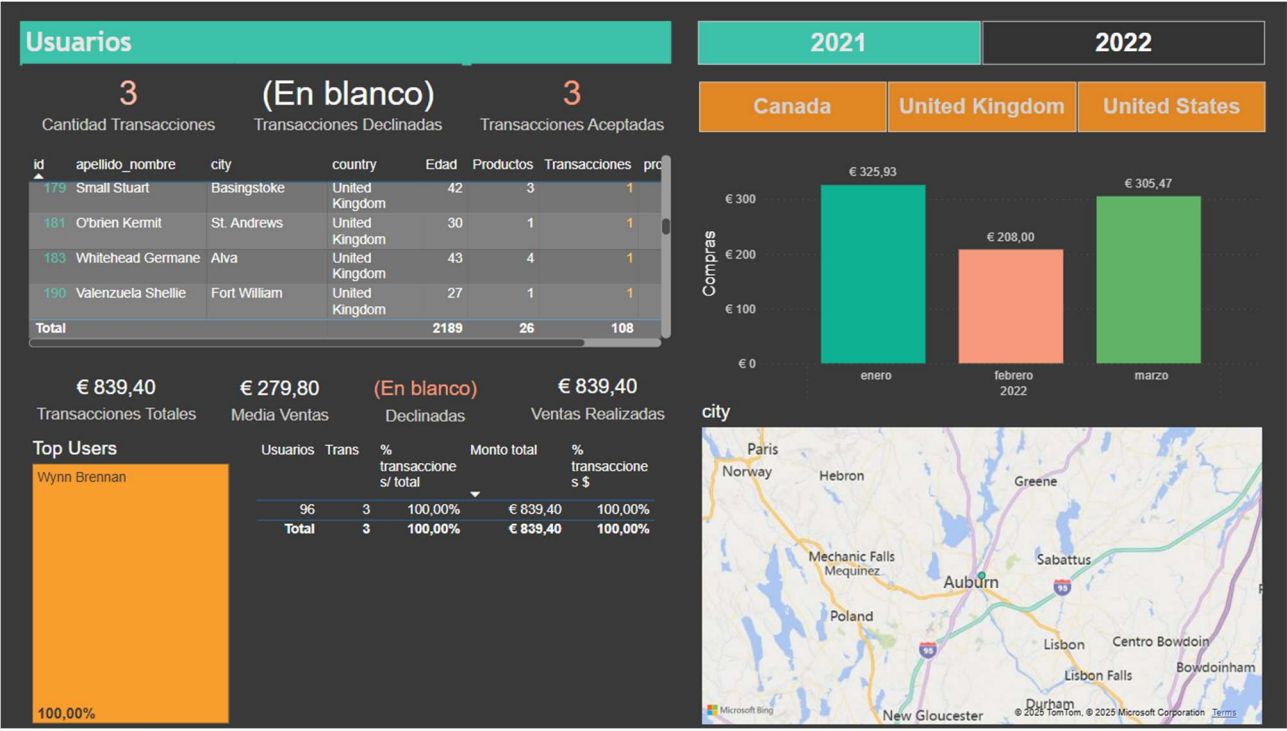 Usuarios
2021 2022
3 (En blanco) 3
Cantidad Transacciones Transacciones Declinadas Transacciones Aceptadas
Canada United Kingdom United States
id apellido_nombre city country Edad Productos Transacciones pro
179 Small Stuart Basingstoke United Kingdom 42 3 1
181 O'brien Kermit St. Andrews United Kingdom 30 1 1
183 Whitehead Germane Alva United Kingdom 43 4 1
190 Valenzuela Shellie Fort William United Kingdom 27 1 1
Total 2189 26 108
€ 839,40 € 279,80 (En blanco) € 839,40
Transacciones Totales Media Ventas Declinadas Ventas Realizadas
Top Users
Wynn Brennan
100,00%
Usuarios Trans % transaccione s/ total Monto total % transaccione s $
96 3 100,00% € 839,40 100,00%
Total 3 100,00% € 839,40 100,00%
Compras
€ 300
€ 200
€ 100
€ 0
€ 325,93
€ 208,00
€ 305,47
enero febrero marzo
2022
city
Paris
Norway
Hebron
Greene
Mechanic Falls
Mequinez
Sabattus
Auburn
95
Poland
95
Lisbon
Centro Bowdoin
Lisbon Falls
Bowdoinham
Durham
New Gloucester
Microsoft Bing
© 2025 TomTom, © 2025 Microsoft Corporation Terms